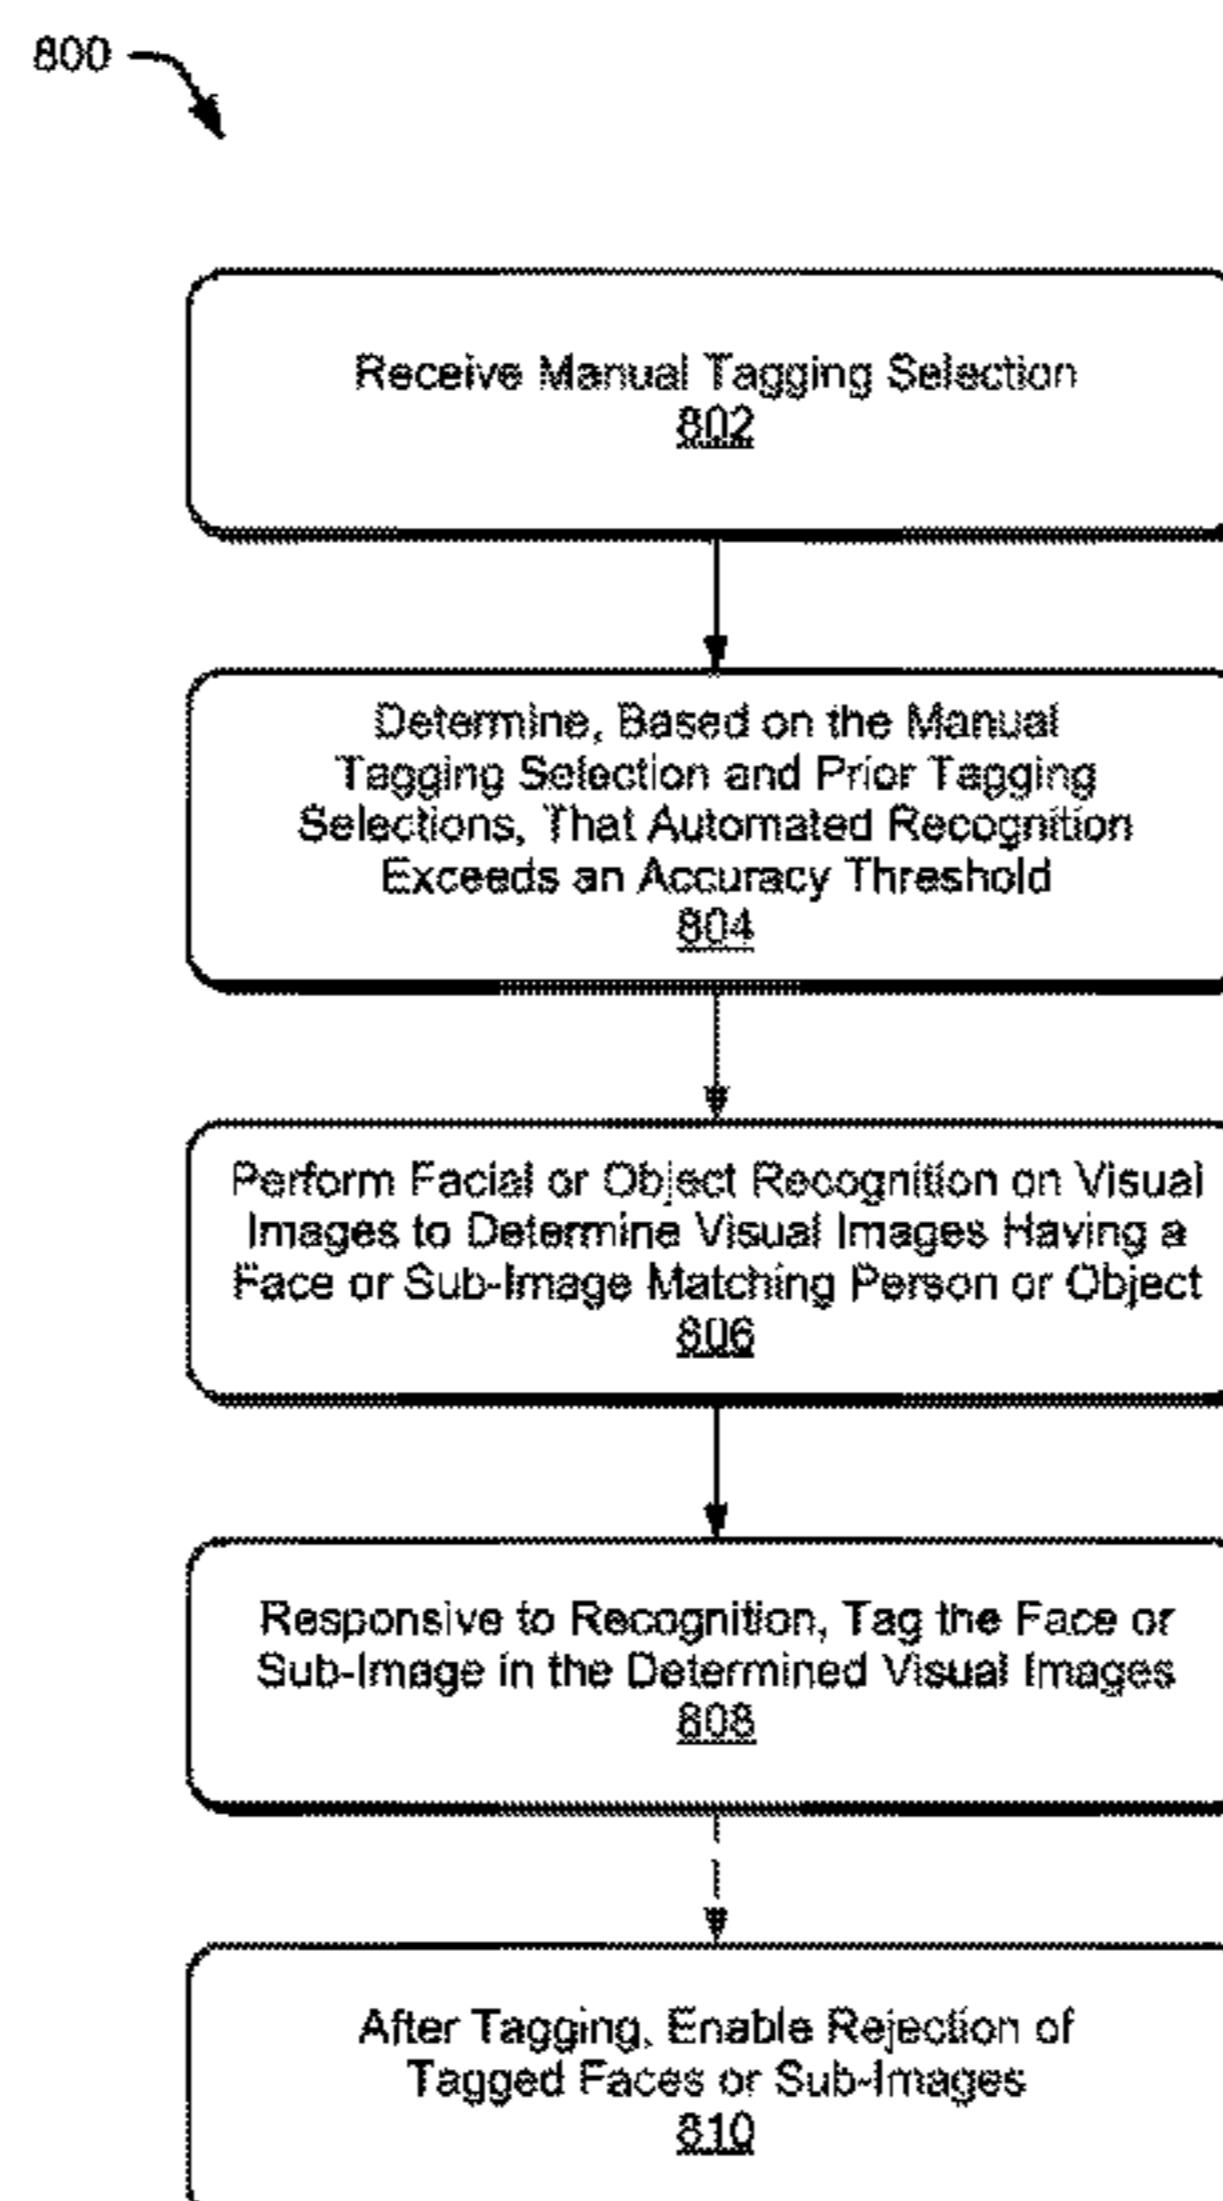 800
Receive Manual Tagging Selection
802
Determine, Based on the Manual
Tagging Selection and Prior Tagging
Selections, That Automated Recognition
Exceeds an Accuracy Threshold
804
Perform Facial or Object Recognition on Visual
Images to Determine Visual Images Having a
Face or Sub-Image Matching Person or Object
806
Responsive to Recognition, Tag the Face or
Sub-Image in the Determined Visual Images
808
After Tagging, Enable Rejection of
Tagged Faces or Sub-Images
810